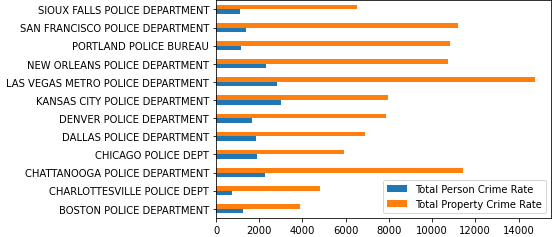 SIOUX FALLS POLICE DEPARTMENT
SAN FRANCISCO POLICE DEPARTMENT
PORTLAND POLICE BUREAU
NEW ORLEANS POLICE DEPARTMENT
LAS VEGAS METRO POLICE DEPARTMENT
KANSAS CITY POLICE DEPARTMENT
DENVER POLICE DEPARTMENT
DALLAS POLICE DEPARTMENT
CHICAGO POLICE DEPT
CHATTANOOGA POLICE DEPARTMENT
CHARLOTTESVILLE POLICE DEPT
BOSTON POLICE DEPARTMENT
Total Person Crime Rate
Total Property Crime Rate
0 2000 4000 6000 8000 10000 12000 14000